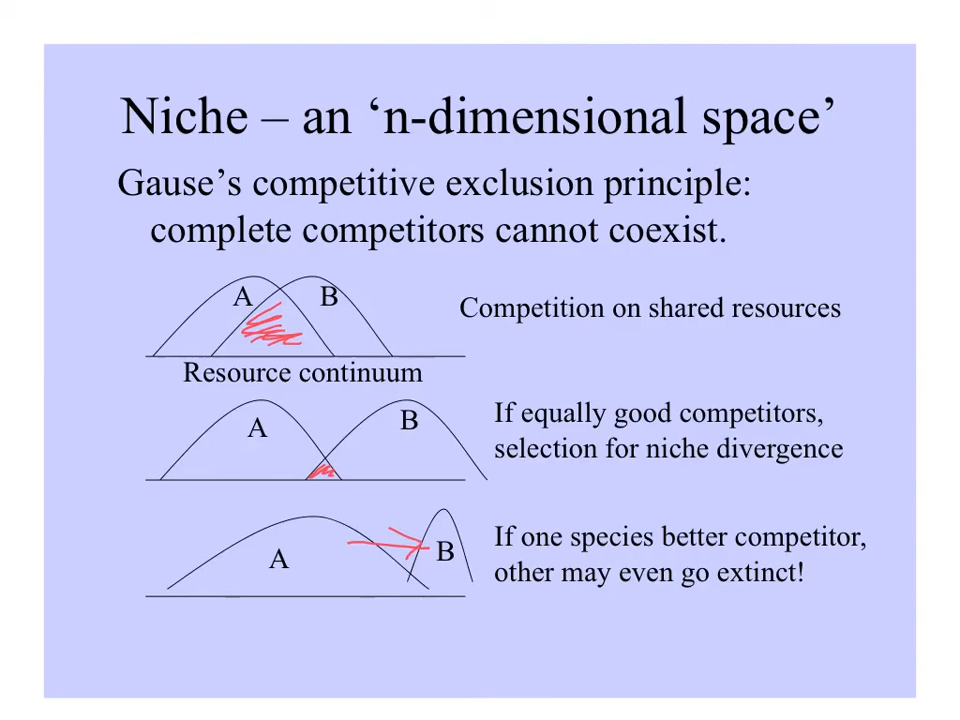 Niche – an ‘n-dimensional space’
Gause’s competitive exclusion principle:
complete competitors cannot coexist.
A B
Competition on shared resources
Resource continuum
A B
If equally good competitors,
selection for niche divergence
A B
If one species better competitor,
other may even go extinct!